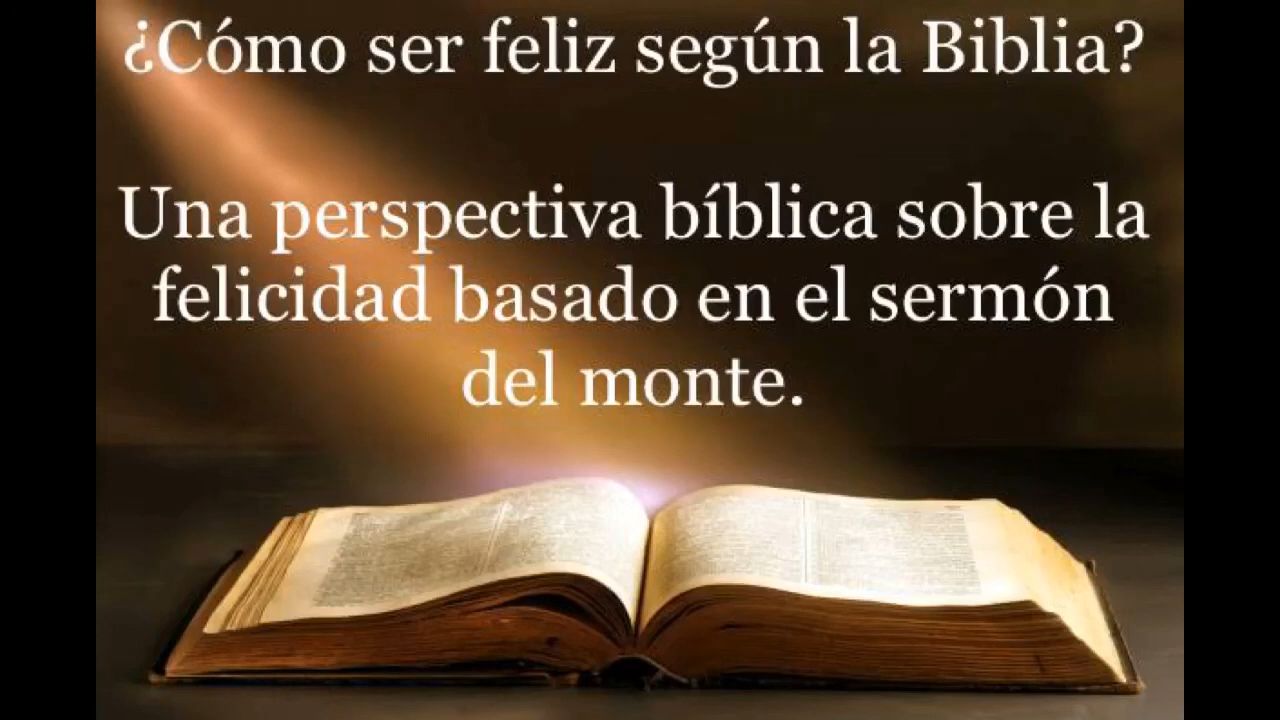 ¿Cómo ser feliz según la Biblia?
Una perspectiva bíblica sobre la
felicidad basado en el sermón
del monte.